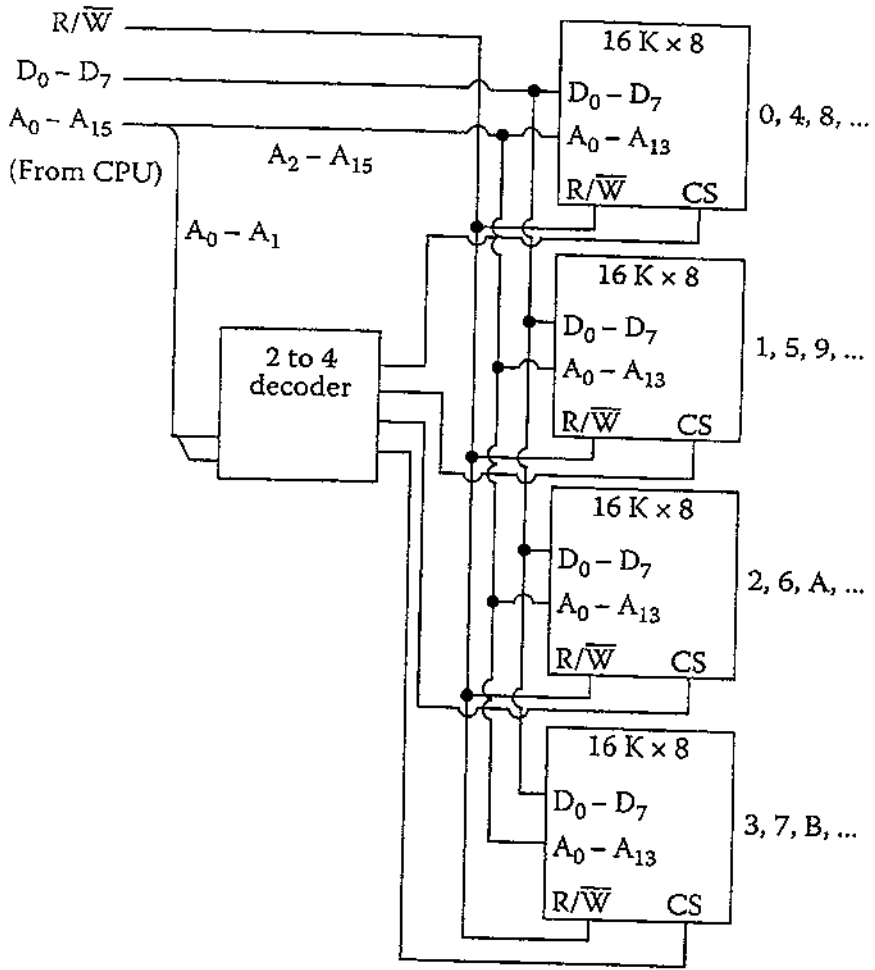 R/W̅
D₀ – D₇
A₀ – A₁₅
(From CPU)
A₂ – A₁₅
A₀ – A₁
2 to 4
decoder
16 K × 8
D₀ – D₇
A₀ – A₁₃
R/W̅ CS
0, 4, 8, ...
16 K × 8
D₀ – D₇
A₀ – A₁₃
R/W̅ CS
1, 5, 9, ...
16 K × 8
D₀ – D₇
A₀ – A₁₃
R/W̅ CS
2, 6, A, ...
16 K × 8
D₀ – D₇
A₀ – A₁₃
R/W̅ CS
3, 7, B, ...